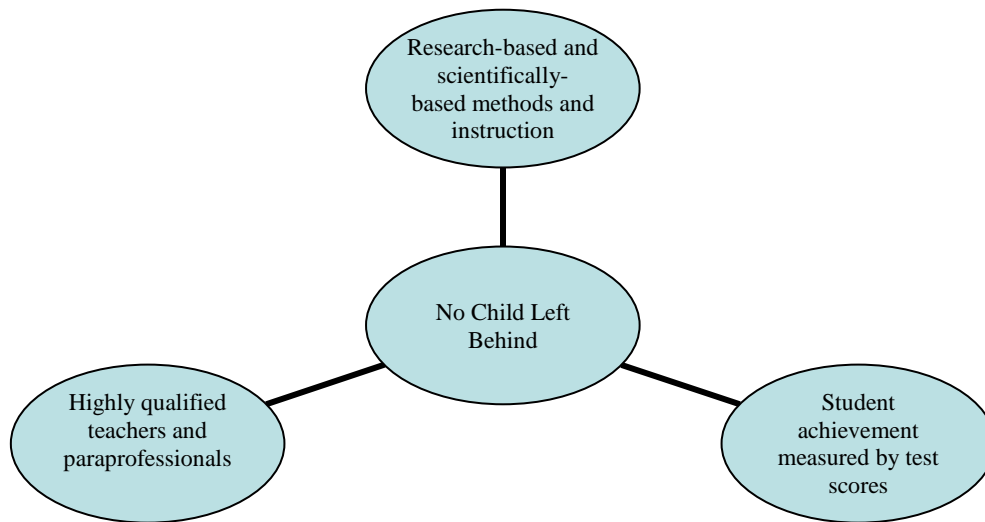 Research-based and
scientifically-
based methods and
instruction
No Child Left
Behind
Highly qualified
teachers and
paraprofessionals
Student
achievement
measured by test
scores